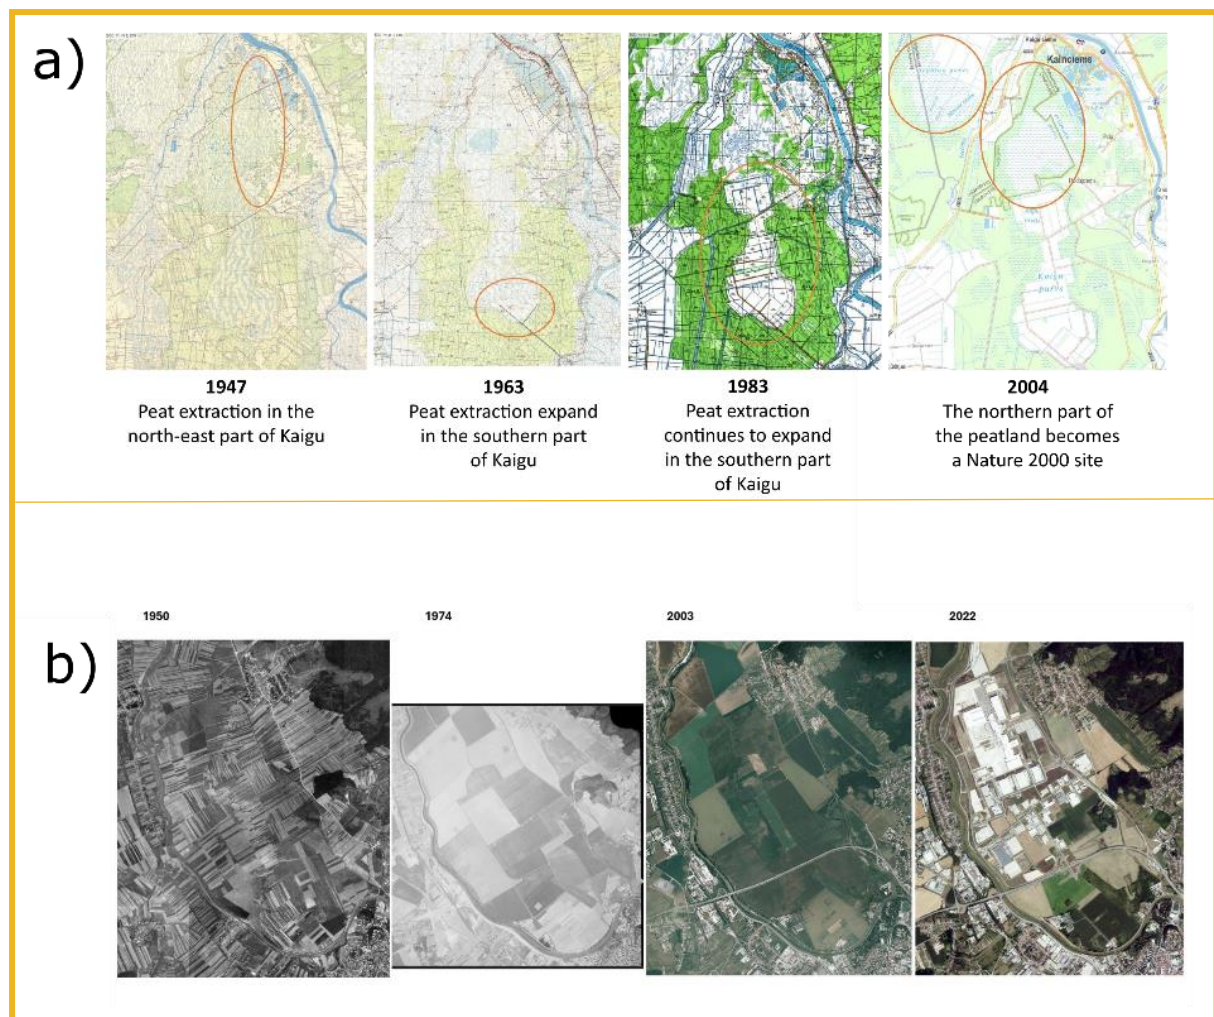 a)
Kalnciems
Kaigu
purvs
1947
Peat extraction in the
north-east part of Kaigu
1963
Peat extraction expand
in the southern part
of Kaigu
1983
Peat extraction
continues to expand
in the southern part
of Kaigu
2004
The northern part of
the peatland becomes
a Nature 2000 site
b)
1950
1974
2003
2022